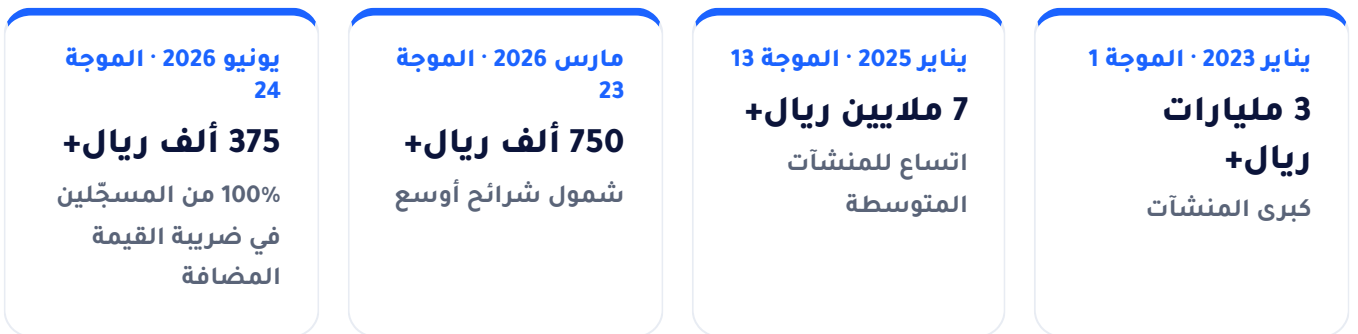 يناير 2023 · الموجة 1
3 مليارات
ريال+
كبرى المنشآت
يناير 2025 · الموجة 13
7 ملايين ريال+
اتساع للمنشآت
المتوسطة
مارس 2026 · الموجة
23
750 ألف ريال+
شمول شرائح أوسع
يونيو 2026 · الموجة
24
375 ألف ريال+
100% من المسجّلين
في ضريبة القيمة
المضافة